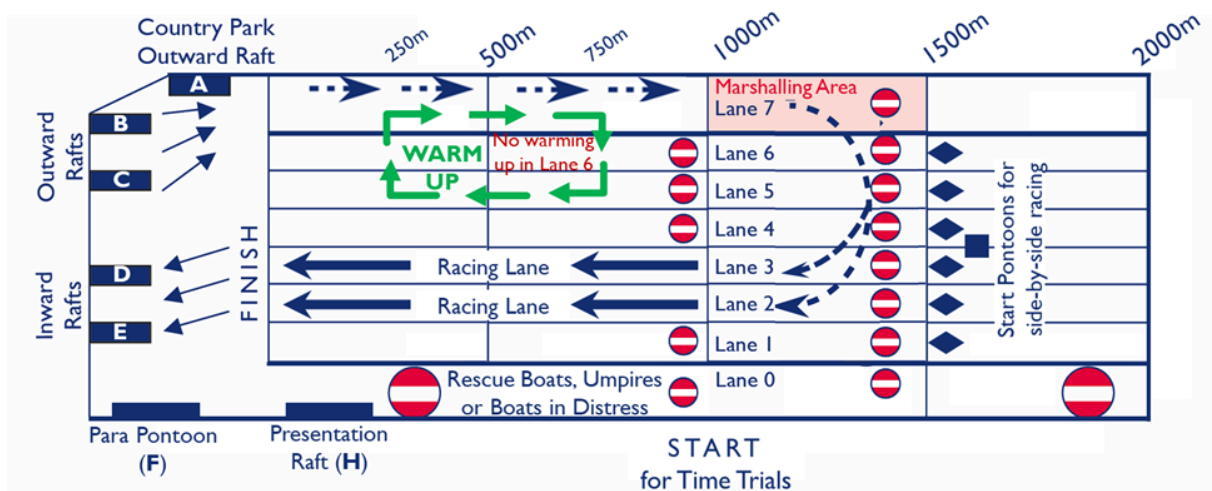 Country Park
Outward Raft
250m
500m
750m
1000m
1500m
2000m
A
B
C
Outward
Rafts
D
E
Inward
Rafts
FINISH
WARM
UP
No warming
up in Lane 6
Marshalling Area
Lane 7
Lane 6
Lane 5
Lane 4
Racing Lane
Lane 3
Racing Lane
Lane 2
Lane 1
Lane 0
Start Pontoons for
side-by-side racing
Rescue Boats, Umpires
or Boats in Distress
Para Pontoon
(F)
Presentation
Raft (H)
START
for Time Trials